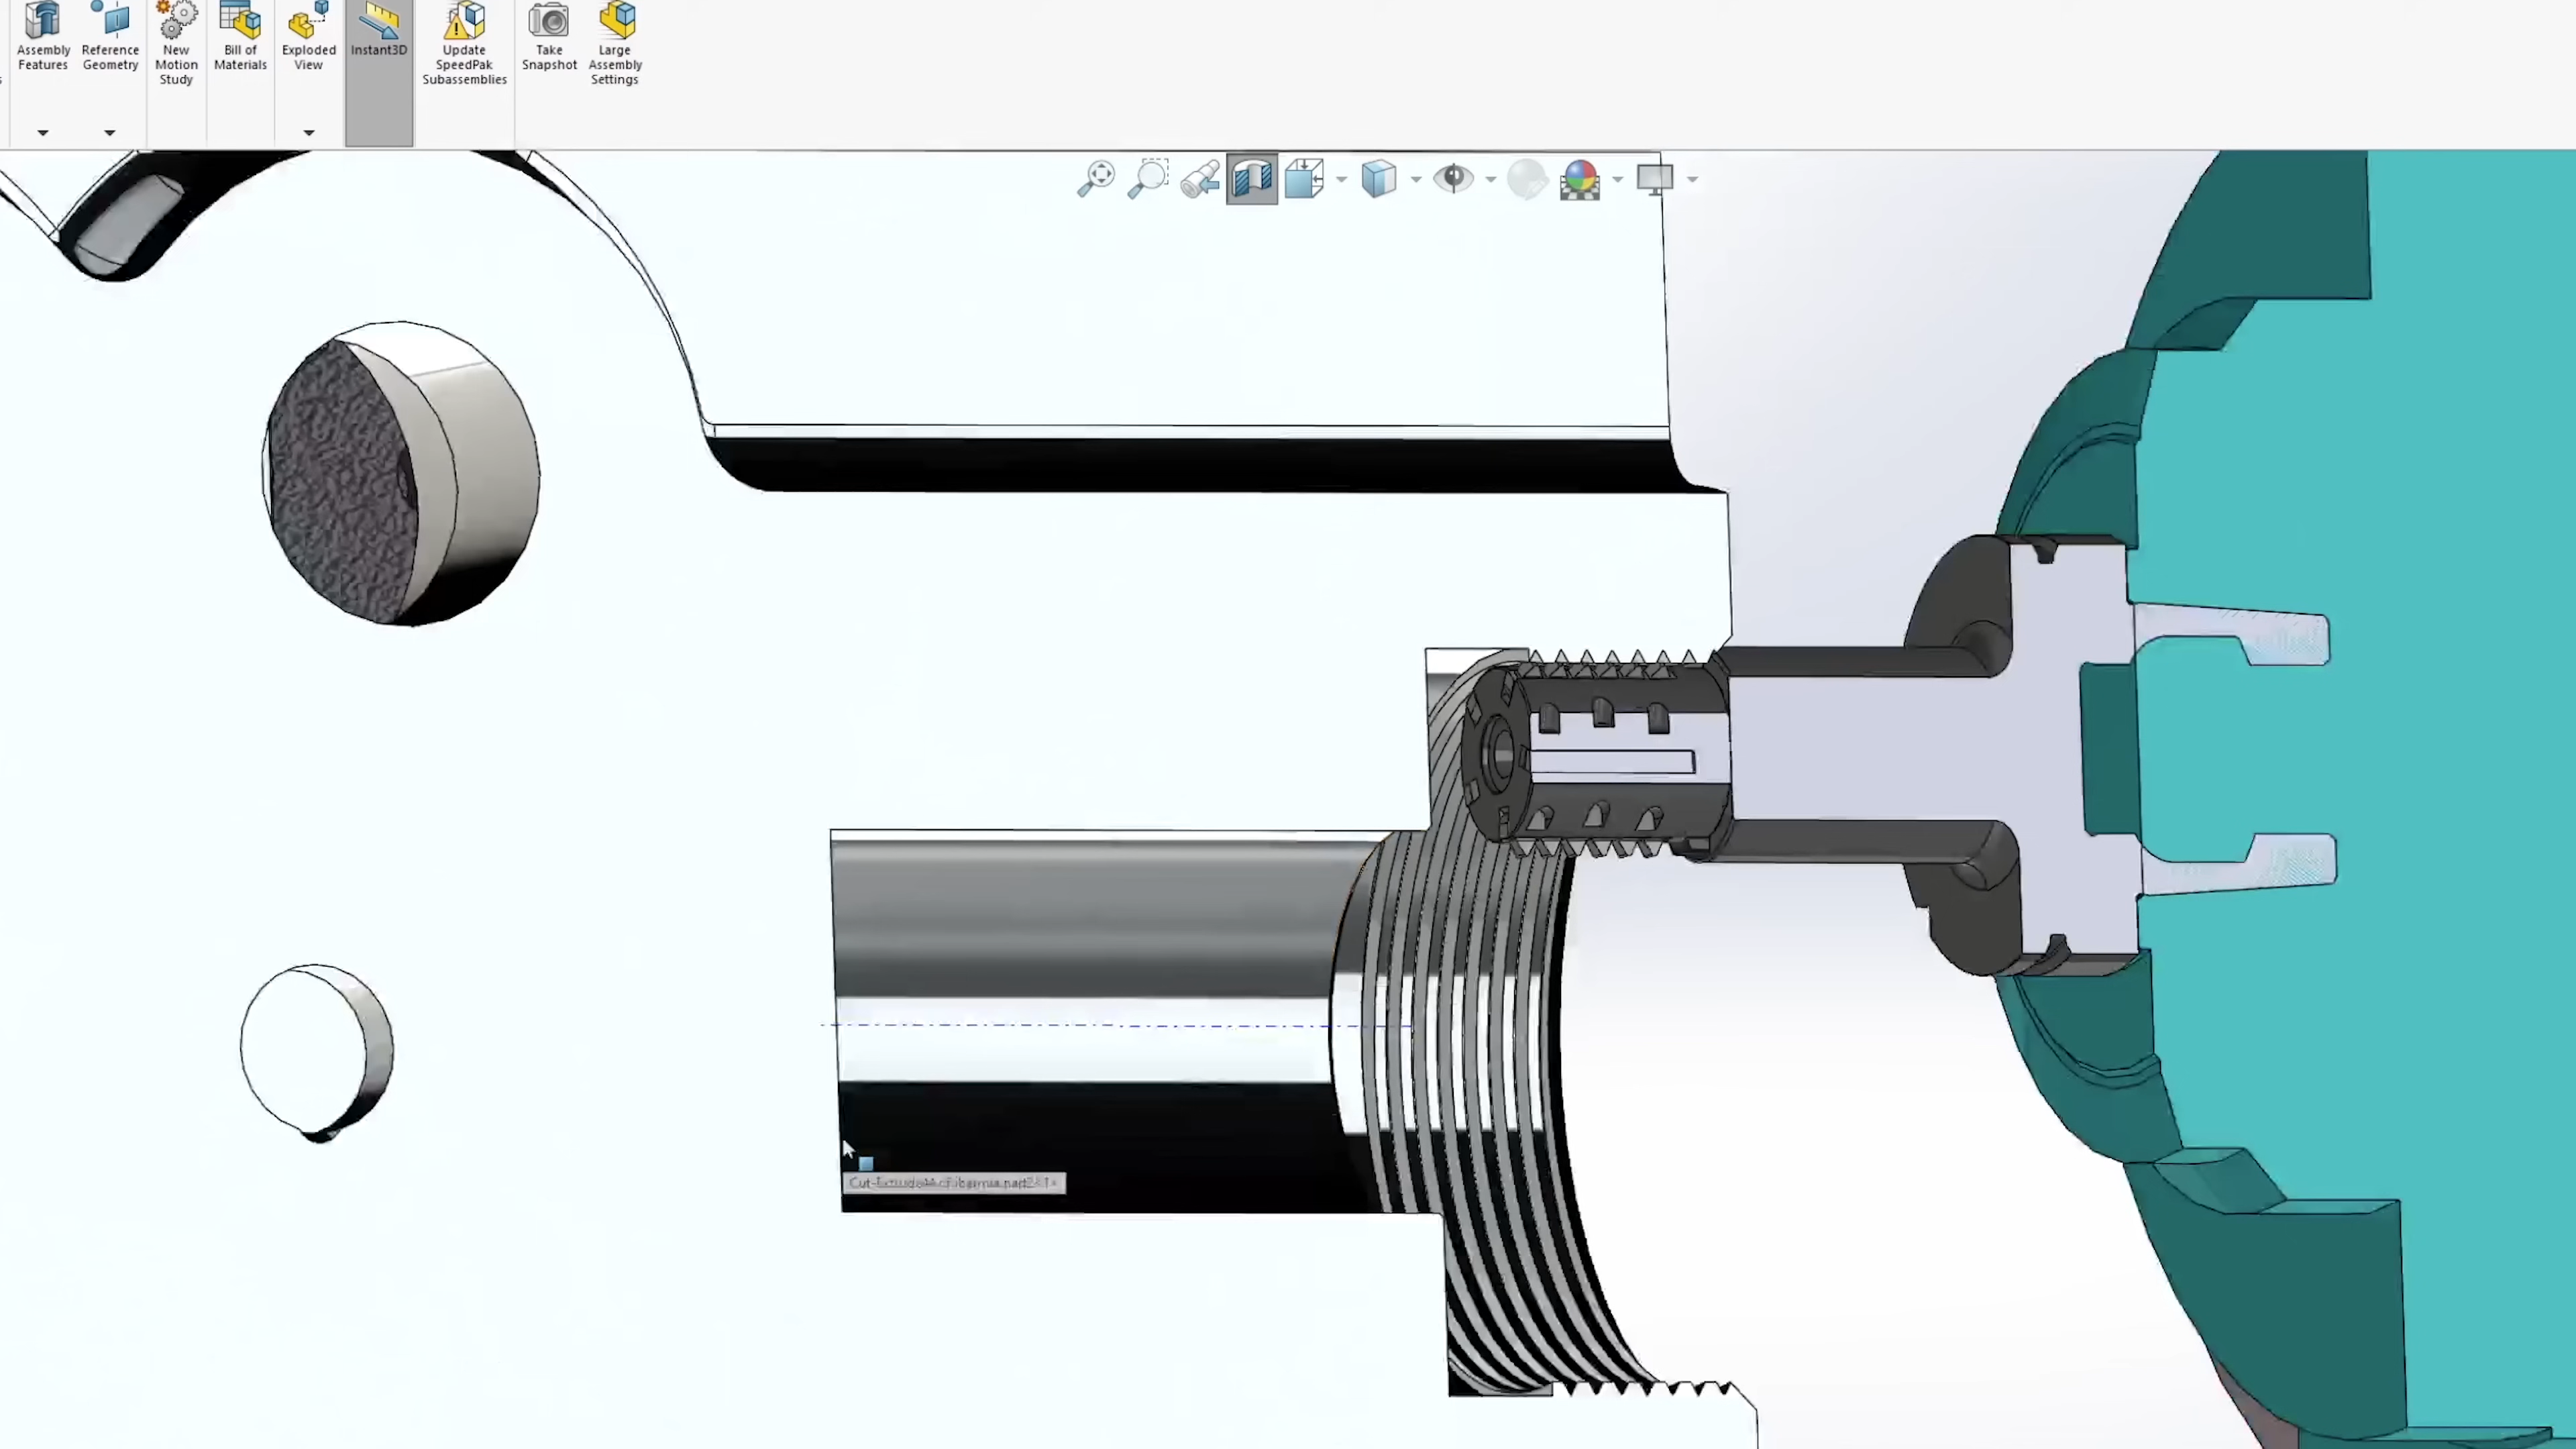 Assembly
Features
Reference
Geometry
New
Motion
Study
Bill of
Materials
Exploded
View
Instant3D
Update
SpeedPak
Subassemblies
Take
Snapshot
Large
Assembly
Settings